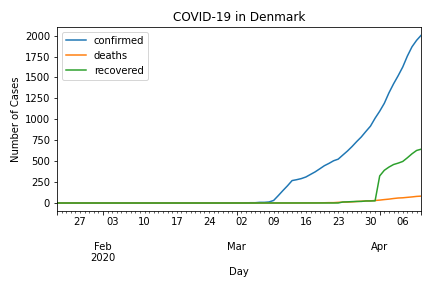 COVID-19 in Denmark
confirmed
deaths
recovered
Number of Cases
2000
1750
1500
1250
1000
750
500
250
0
27 03 10 17 24 02 09 16 23 30 06
Feb Mar Apr
2020
Day